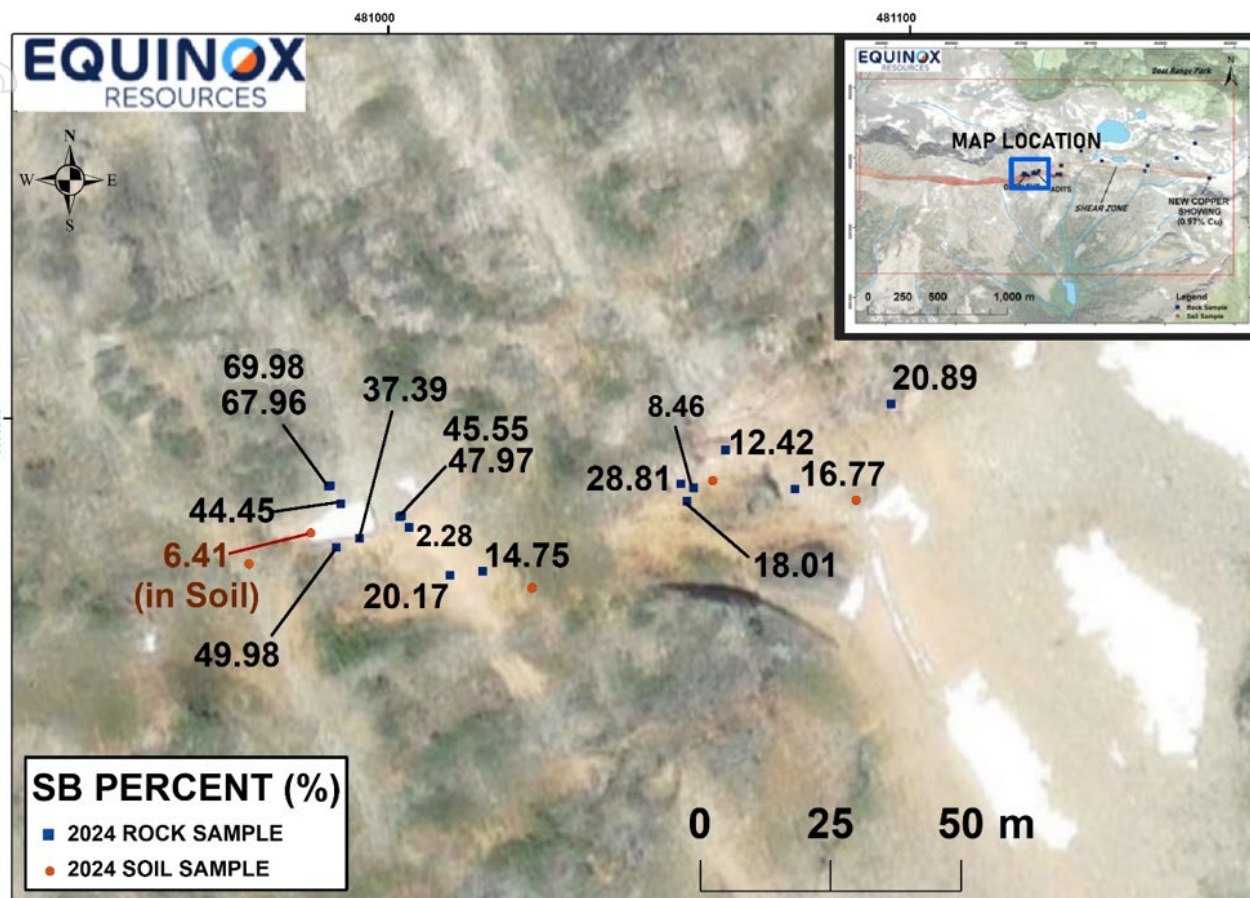 481000
481100
EQUINOX
RESOURCES
N
W
E
S
EQUINOX
RESOURCES
Goat Range Park
N
MAP LOCATION
ADITS
SHEAR ZONE
NEW COPPER
SHOWING
(0.97% Cu)
0 250 500 1,000 m
Legend
Rock Sample
Soil Sample
69.98
67.96
37.39
45.55
47.97
8.46
20.89
12.42
28.81
16.77
44.45
2.28
14.75
6.41
(in Soil)
20.17
18.01
49.98
SB PERCENT (%)
2024 ROCK SAMPLE
2024 SOIL SAMPLE
0 25 50 m